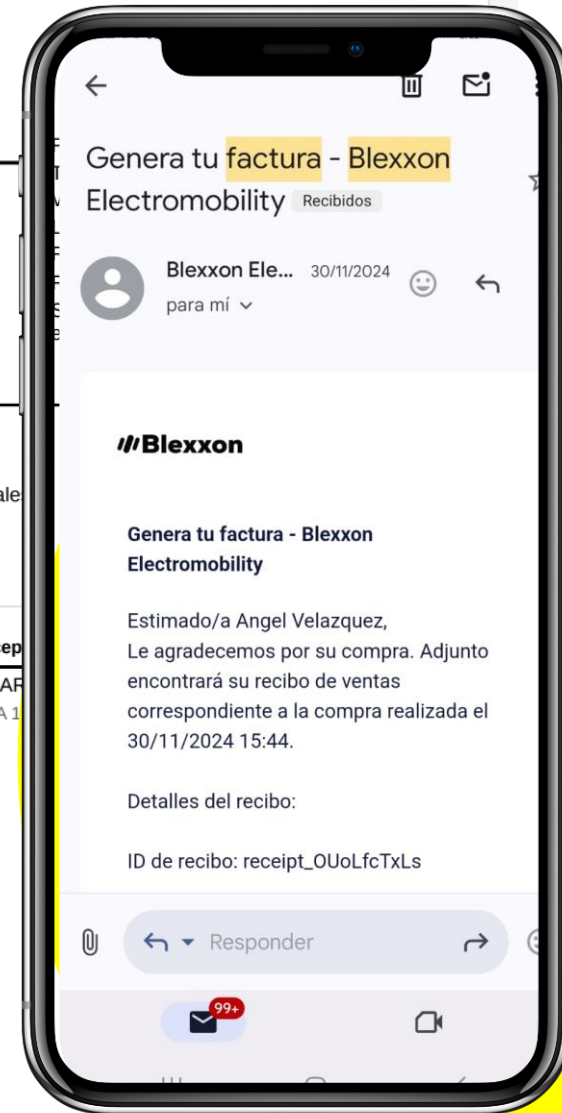 Genera tu factura - Blexxon
Electromobility Recibidos
Blexxon Ele... 30/11/2024
para mí
Blexxon
Genera tu factura - Blexxon
Electromobility
Estimado/a Angel Velazquez,
Le agradecemos por su compra. Adjunto
encontrará su recibo de ventas
correspondiente a la compra realizada el
30/11/2024 15:44.
Detalles del recibo:
ID de recibo: receipt_OUoLfcTxLs
Responder
99+